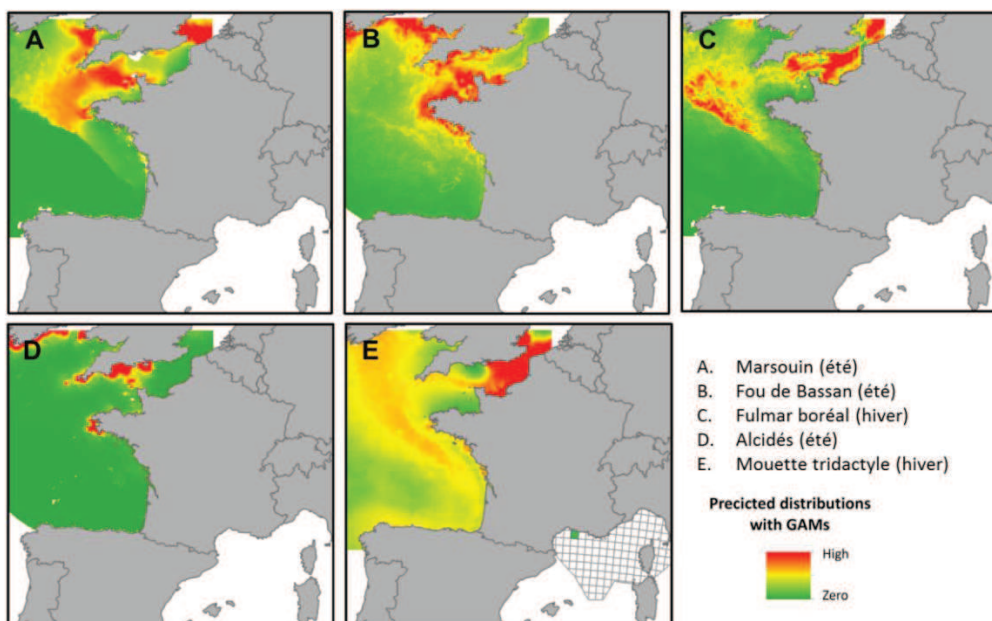 A
B
C
D
E
A. Marsouin (été)
B. Fou de Bassan (été)
C. Fulmar boréal (hiver)
D. Alcidés (été)
E. Mouette tridactyle (hiver)
Precicted distributions
with GAMs
High
Zero